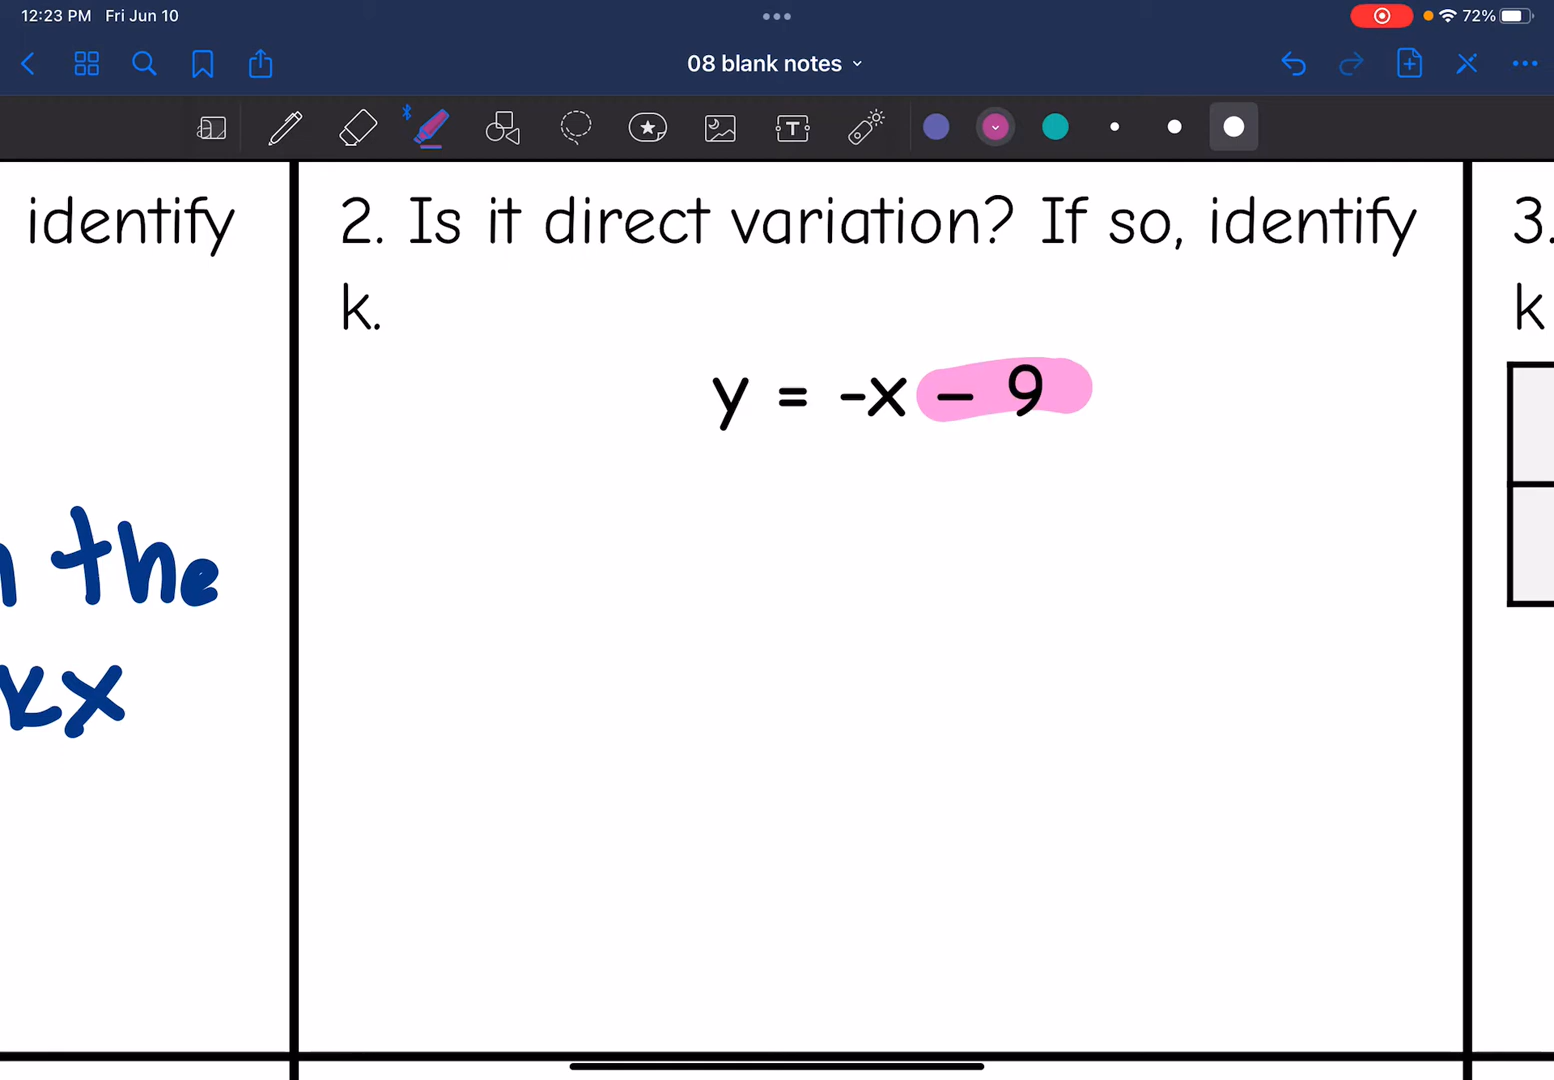 12:23 PM Fri Jun 10
72%
08 blank notes
T
identify
the
kx
2. Is it direct variation? If so, identify
k.
y = -x – 9
3.
k